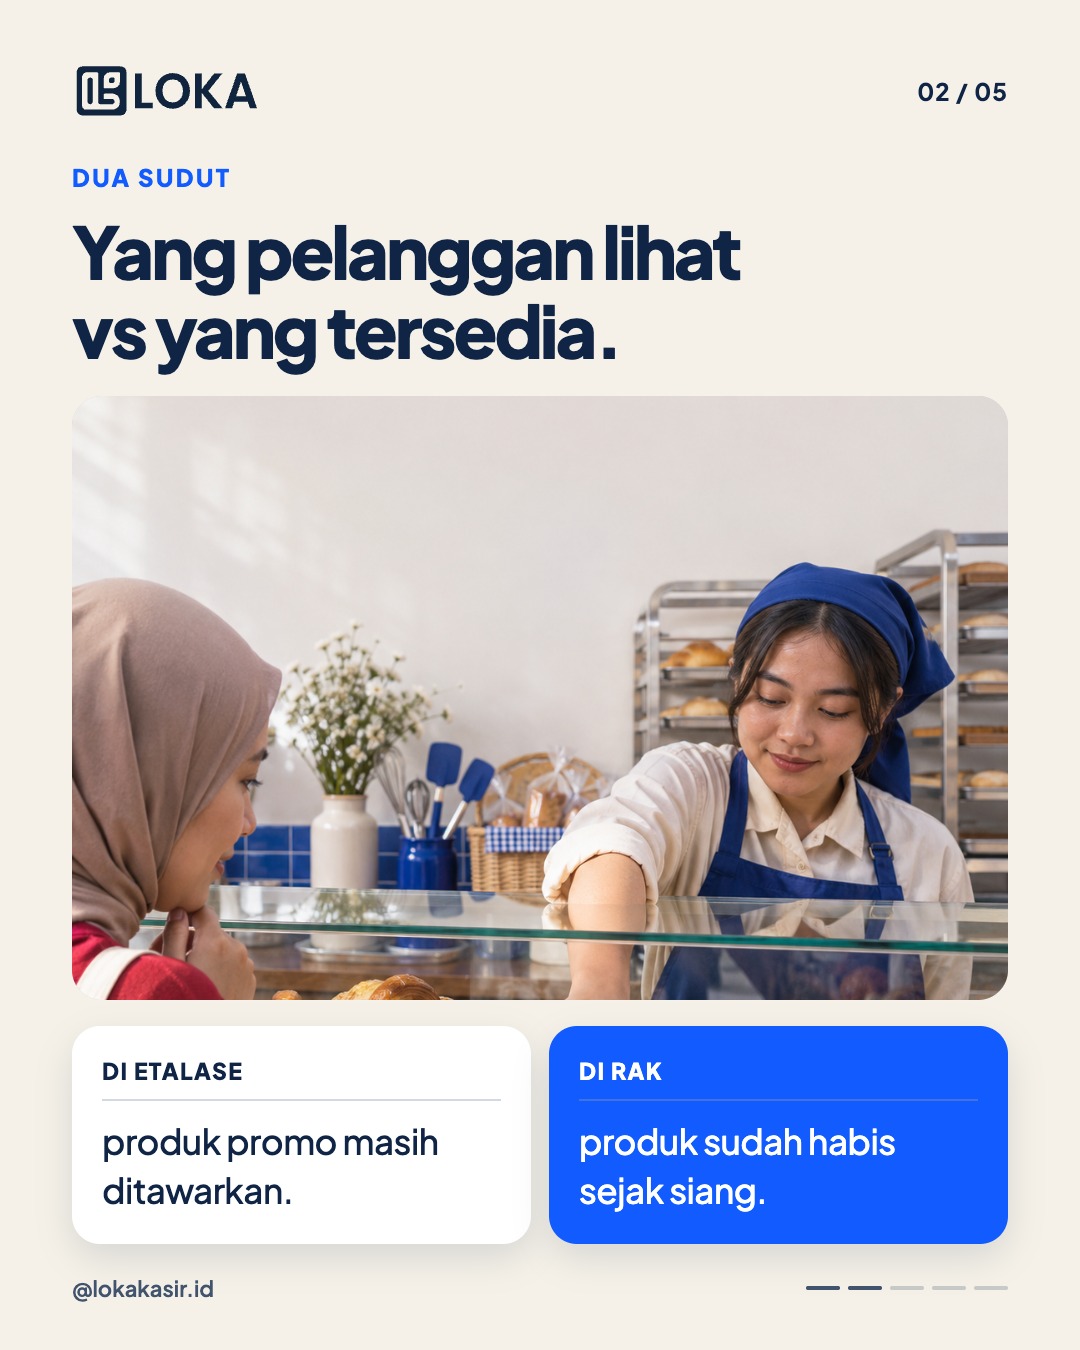 LOKA
02 / 05
DUA SUDUT
Yang pelanggan lihat
vs yang tersedia.
DI ETALASE
produk promo masih
ditawarkan.
DI RAK
produk sudah habis
sejak siang.
@lokakasir.id